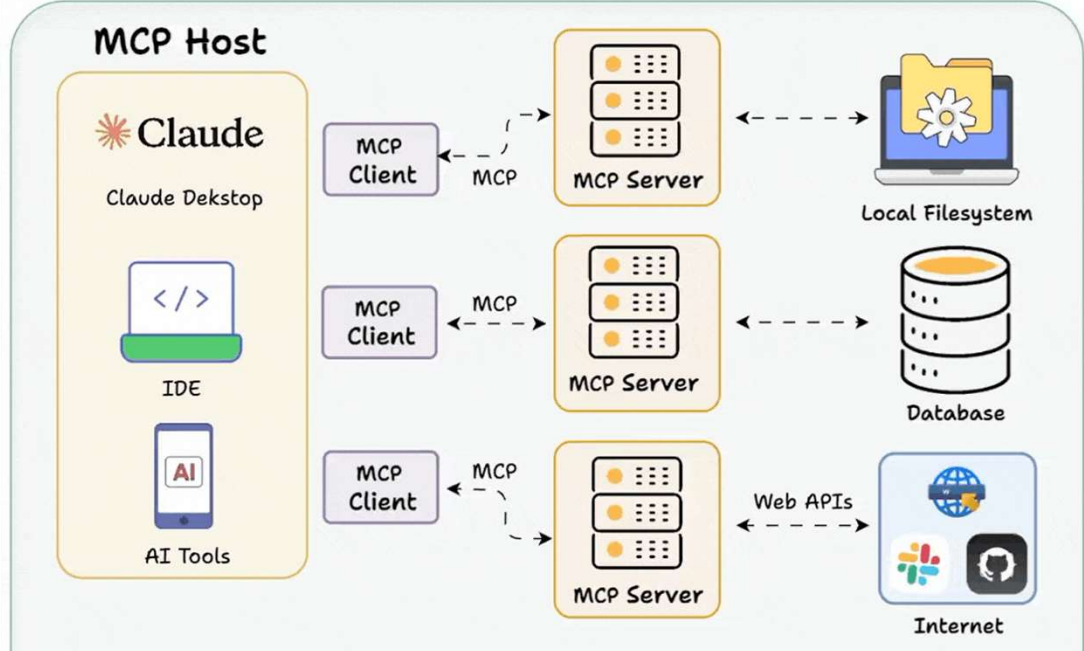 MCP Host
Claude
Claude Dekstop
</>
IDE
AI
AI Tools
MCP
Client
MCP
MCP Server
Local Filesystem
MCP
Client
MCP
MCP Server
Database
MCP
Client
MCP
MCP Server
Web APIs
W
Internet